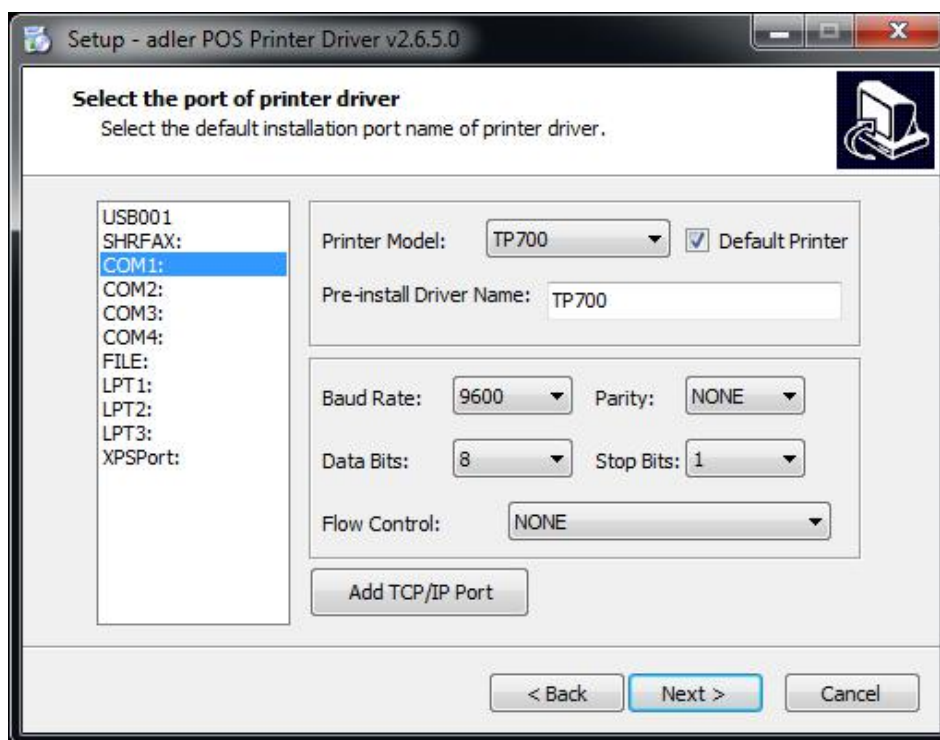 Setup - adler POS Printer Driver v2.6.5.0
Select the port of printer driver
Select the default installation port name of printer driver.
USB001
SHRFAX:
COM1:
COM2:
COM3:
COM4:
FILE:
LPT1:
LPT2:
LPT3:
XPSPort:
Printer Model: TP700 Default Printer
Pre-install Driver Name: TP700
Baud Rate: 9600 Parity: NONE
Data Bits: 8 Stop Bits: 1
Flow Control: NONE
Add TCP/IP Port
< Back Next > Cancel